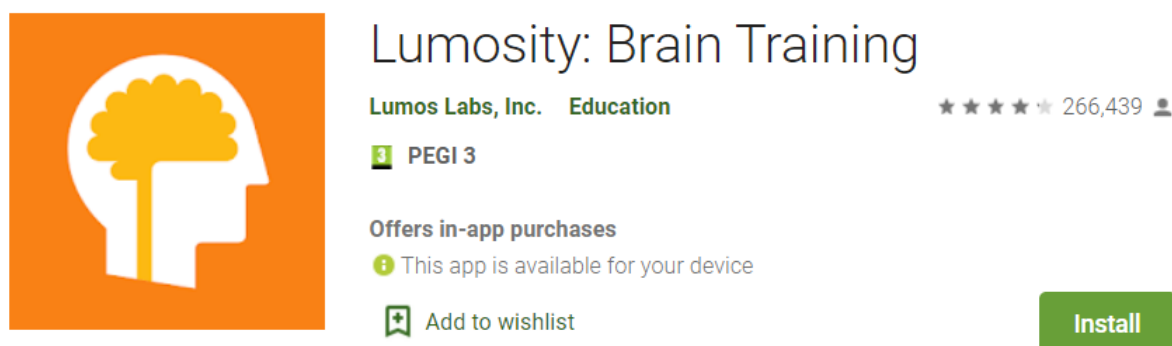 Lumosity: Brain Training
Lumos Labs, Inc. Education 266,439
3 PEGI 3
Offers in-app purchases
This app is available for your device
Add to wishlist
Install